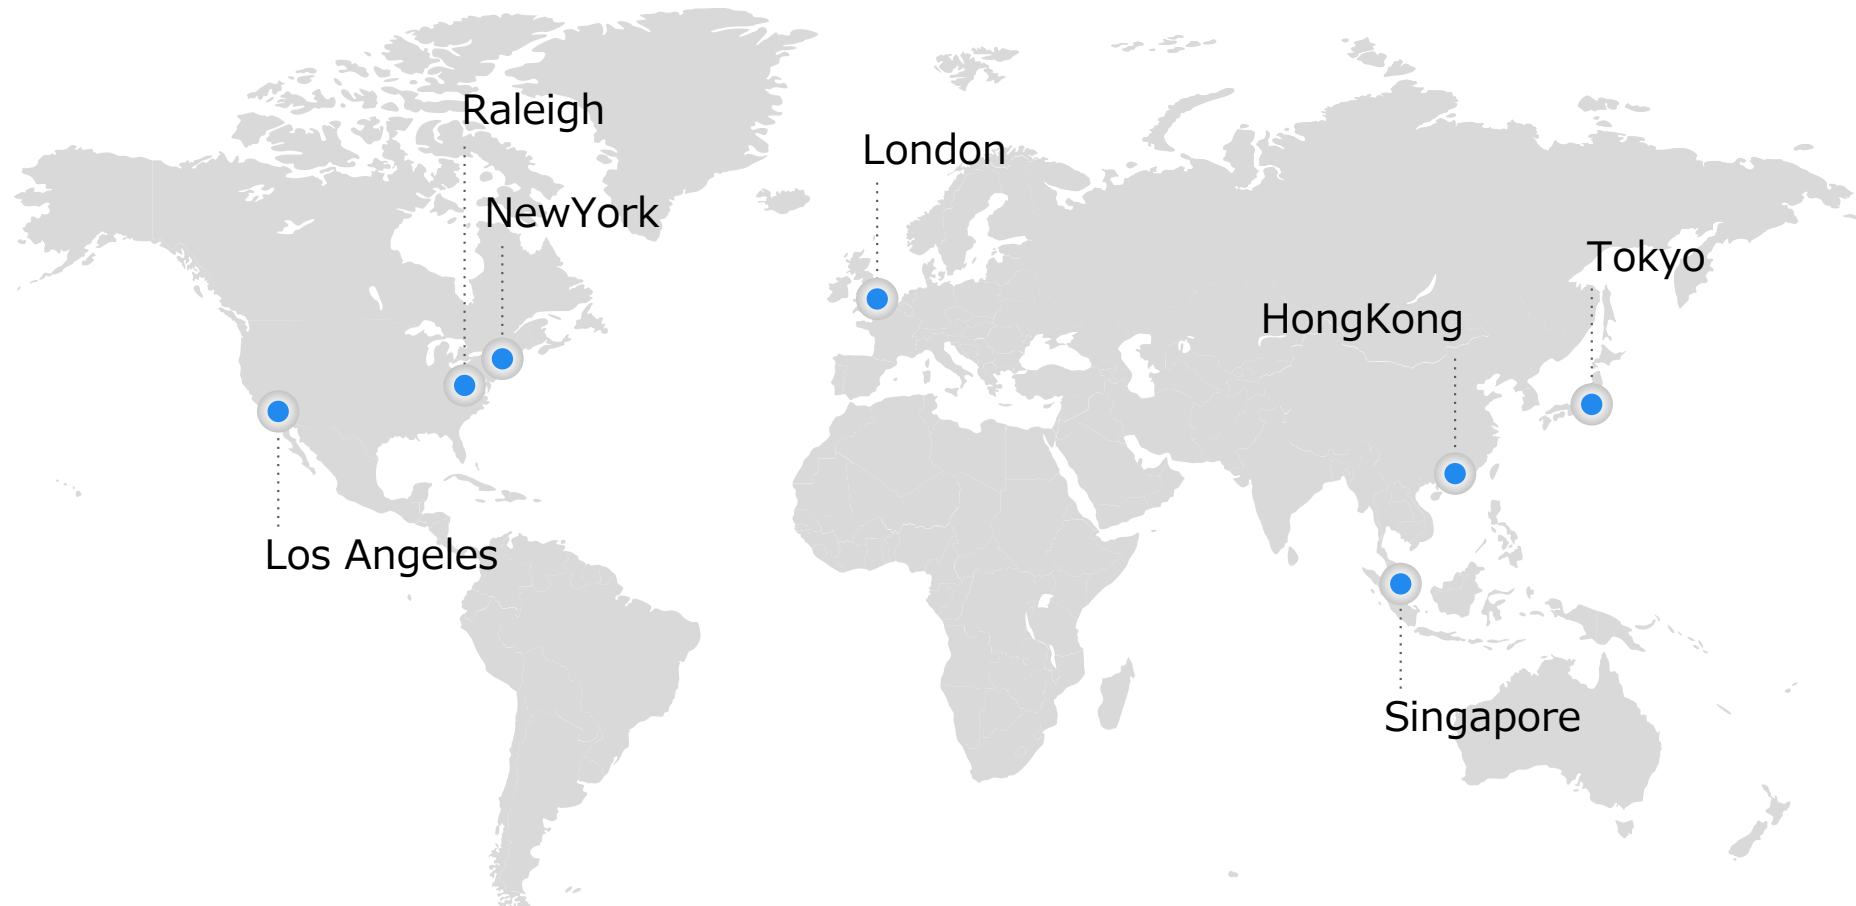 Raleigh
London
NewYork
Tokyo
HongKong
Los Angeles
Singapore